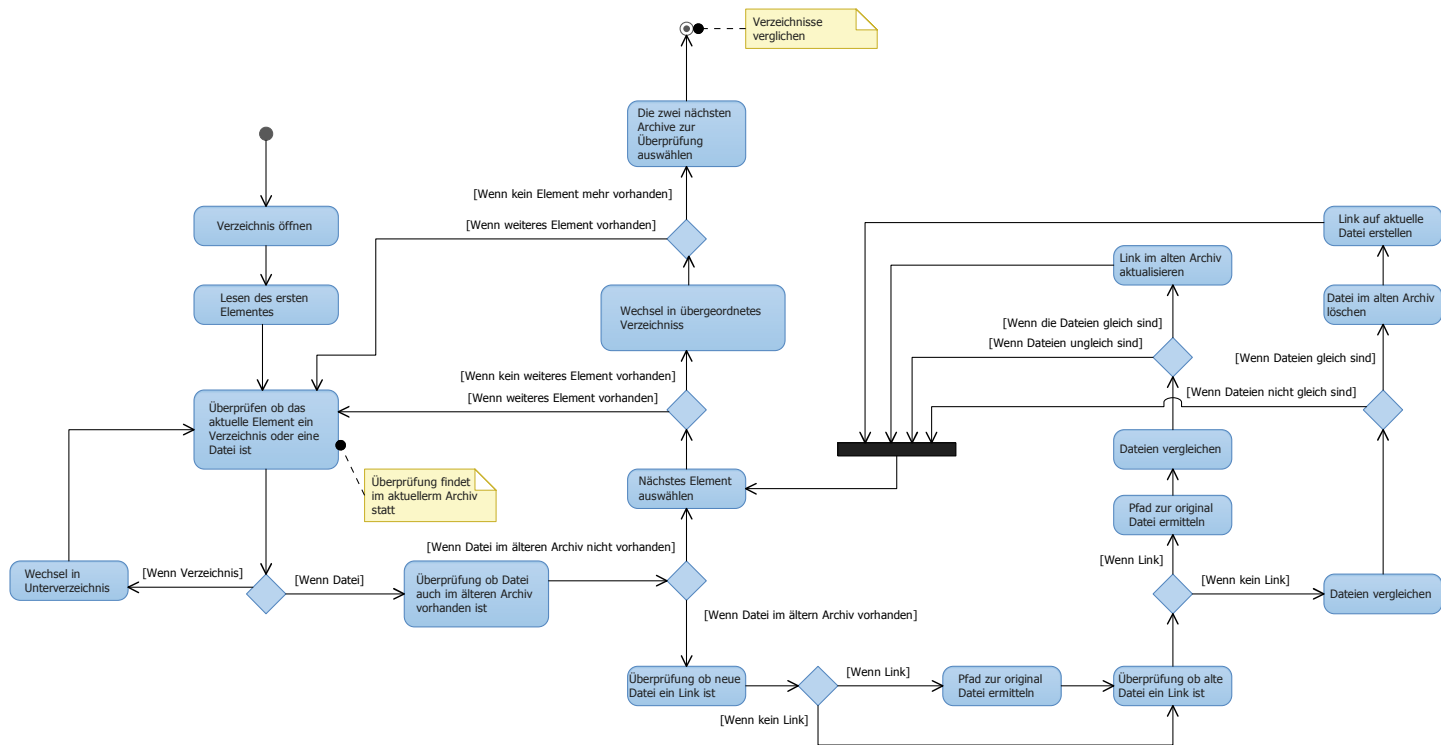 Verzeichnisse
verglichen
Die zwei nächsten
Archive zur
Überprüfung
auswählen
[Wenn kein Element mehr vorhanden]
[Wenn weiteres Element vorhanden]
Verzeichnis öffnen
Link auf aktuelle
Datei erstellen
Link im alten Archiv
aktualisieren
Lesen des ersten
Elementes
Wechsel in übergeordnetes
Verzeichniss
Datei im alten Archiv
löschen
[Wenn die Dateien gleich sind]
[Wenn Dateien ungleich sind]
[Wenn Dateien gleich sind]
[Wenn kein weiteres Element vorhanden]
[Wenn weiteres Element vorhanden]
[Wenn Dateien nicht gleich sind]
Überprüfen ob das
aktuelle Element ein
Verzeichnis oder eine
Datei ist
Dateien vergleichen
Überprüfung findet
im aktuellerm Archiv
statt
Nächstes Element
auswählen
Pfad zur original
Datei ermitteln
[Wenn Datei im älteren Archiv nicht vorhanden]
[Wenn Link]
Wechsel in
Unterverzeichnis
[Wenn Verzeichnis]
[Wenn Datei]
Überprüfung ob Datei
auch im älteren Archiv
vorhanden ist
[Wenn kein Link]
Dateien vergleichen
[Wenn Datei im ältern Archiv vorhanden]
Überprüfung ob neue
Datei ein Link ist
[Wenn Link]
Pfad zur original
Datei ermitteln
Überprüfung ob alte
Datei ein Link ist
[Wenn kein Link]